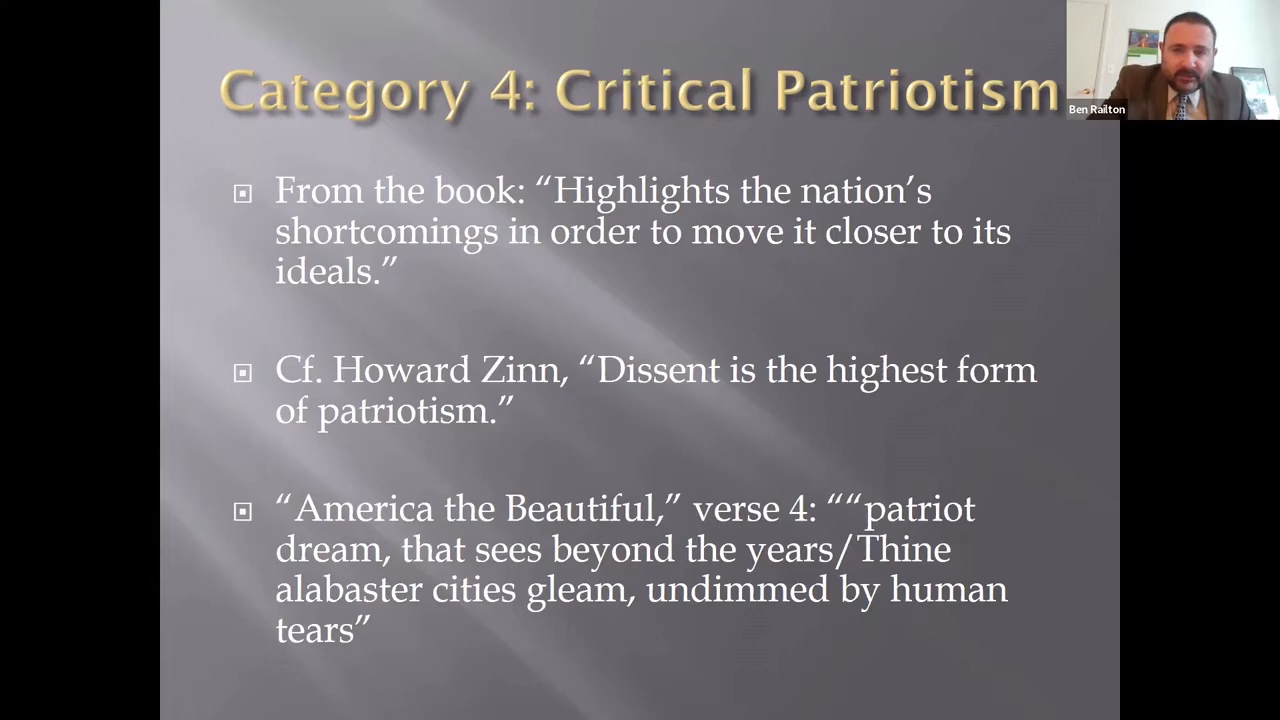 Category 4: Critical Patriotism
Ben Railton
From the book: “Highlights the nation’s
shortcomings in order to move it closer to its
ideals.”
Cf. Howard Zinn, “Dissent is the highest form
of patriotism.”
“America the Beautiful,” verse 4: ““patriot
dream, that sees beyond the years/Thine
alabaster cities gleam, undimmed by human
tears”